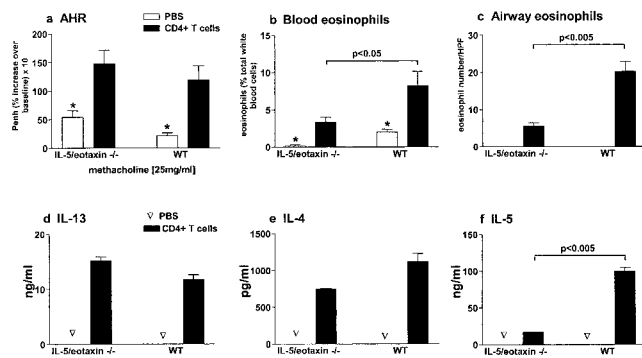 a AHR
PBS
CD4+ T cells
Penh (% increase over
baseline) x 10
200
150
100
50
0
*
*
IL-5/eotaxin -/-
WT
methacholine [25mg/ml]
b Blood eosinophils
p<0.05
eosinophils (% total white
blood cells)
15
10
5
0
*
*
IL-5/eotaxin -/-
WT
c Airway eosinophils
p<0.005
eosinophil number/HPF
30
20
10
0
IL-5/eotaxin -/-
WT
d IL-13
PBS
CD4+ T cells
ng/ml
20
10
0
IL-5/eotaxin -/-
WT
e IL-4
pg/ml
1500
1000
500
0
IL-5/eotaxin -/-
WT
f IL-5
p<0.005
ng/ml
150
100
50
0
IL-5/eotaxin -/-
WT